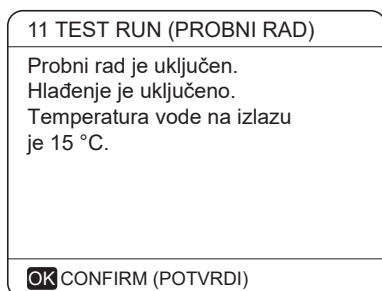 11 TEST RUN (PROBNI RAD)
Probni rad je uključen.
Hlađenje je uključeno.
Temperatura vode na izlazu
je 15 °C.
OK CONFIRM (POTVRDI)